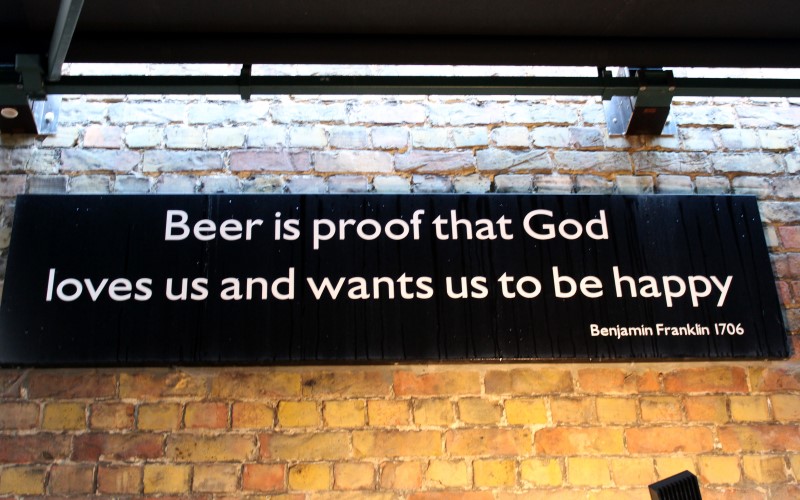 Beer is proof that God
loves us and wants us to be happy
Benjamin Franklin 1706